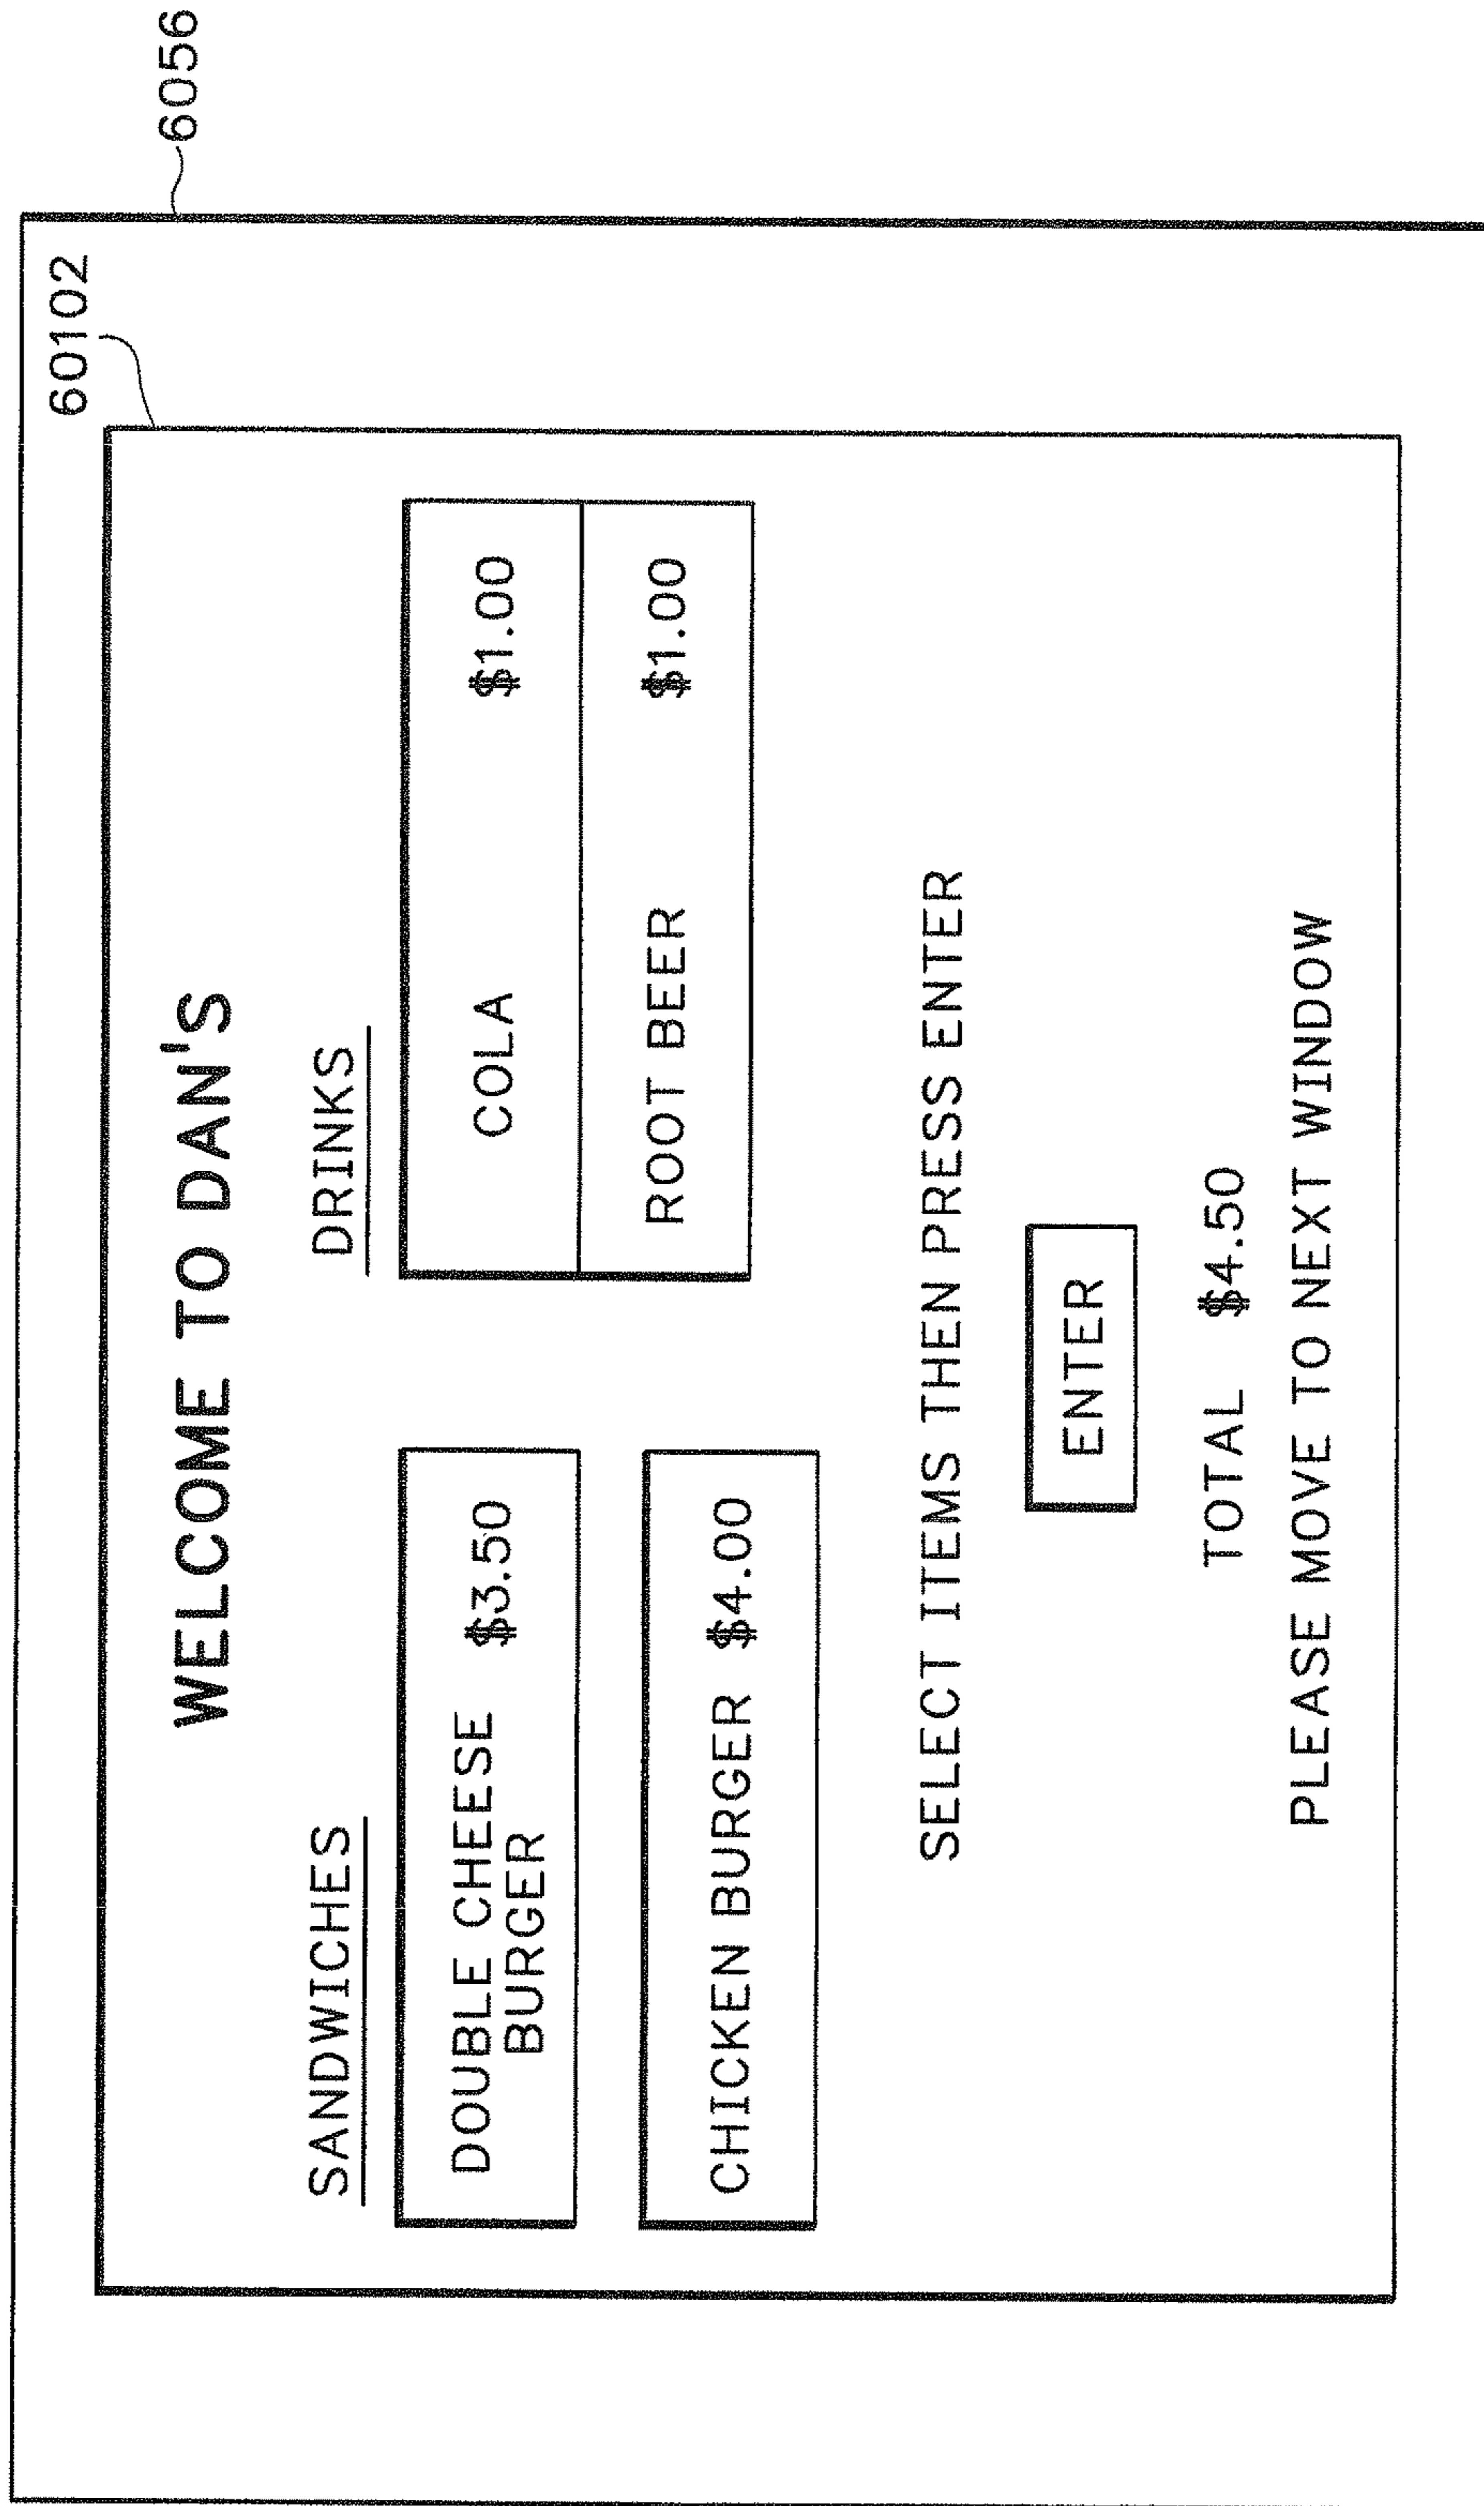 6056
60102
WELCOME TO DAN'S
SANDWICHES
DOUBLE CHEESE $3.50
BURGER
CHICKEN BURGER $4.00
DRINKS
COLA $1.00
ROOT BEER $1.00
SELECT ITEMS THEN PRESS ENTER
ENTER
TOTAL $4.50
PLEASE MOVE TO NEXT WINDOW